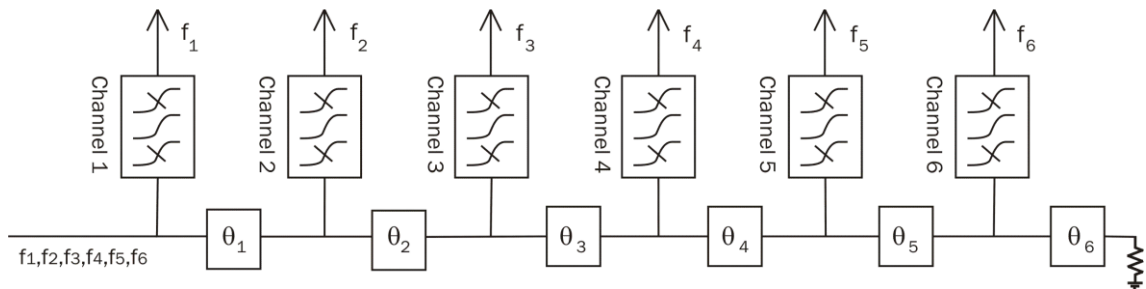 f₁
f₂
f₃
f₄
f₅
f₆
Channel 1
Channel 2
Channel 3
Channel 4
Channel 5
Channel 6
θ₁
θ₂
θ₃
θ₄
θ₅
θ₆
f1,f2,f3,f4,f5,f6